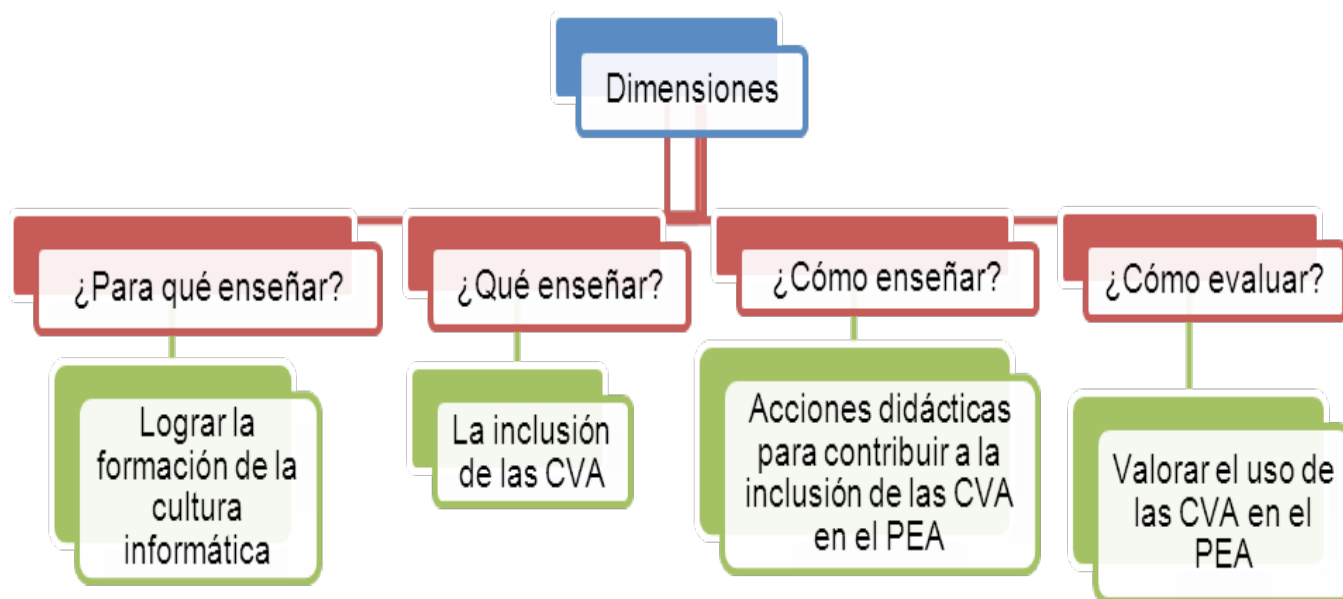 Dimensiones
¿Para qué enseñar?
¿Qué enseñar?
¿Cómo enseñar?
¿Cómo evaluar?
Lograr la
formación de la
cultura
informática
La inclusión
de las CVA
Acciones didácticas
para contribuir a la
inclusión de las CVA
en el PEA
Valorar el uso de
las CVA en el
PEA